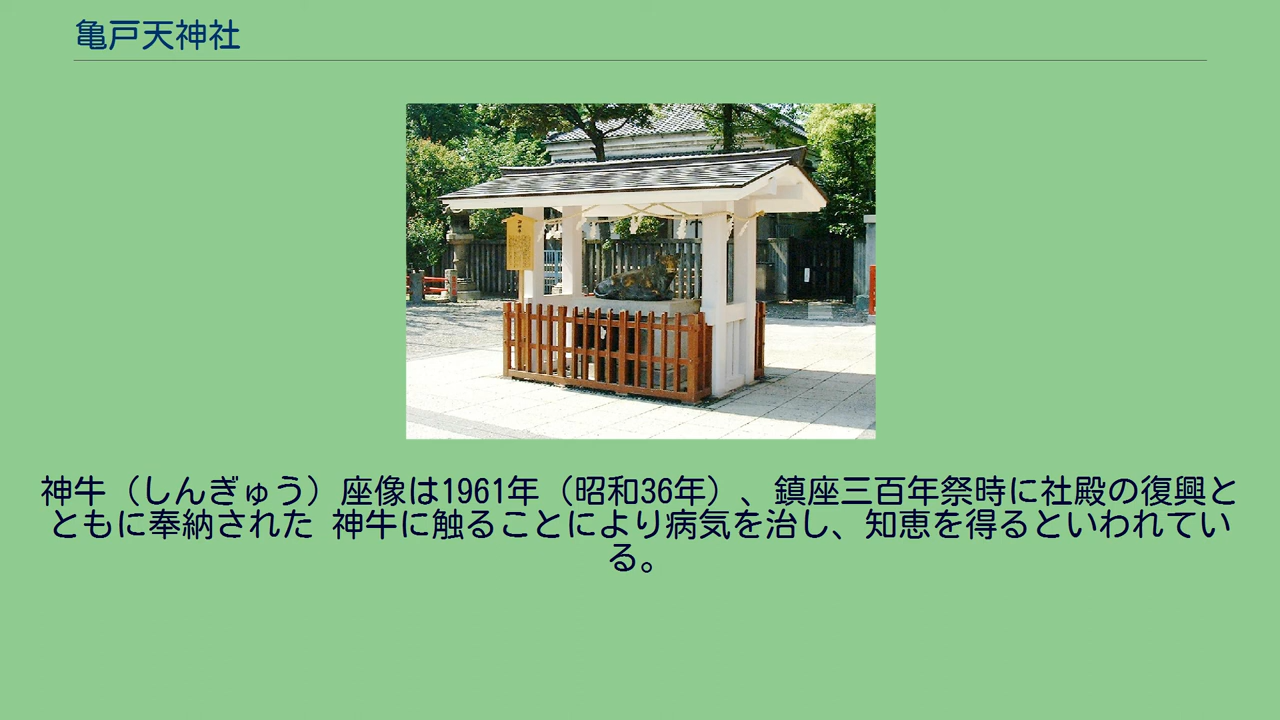 亀戸天神社
神牛（しんぎゅう）座像は1961年（昭和36年）、鎮座三百年祭時に社殿の復興と
ともに奉納された 神牛に触ることにより病気を治し、知恵を得るといわれてい
る。